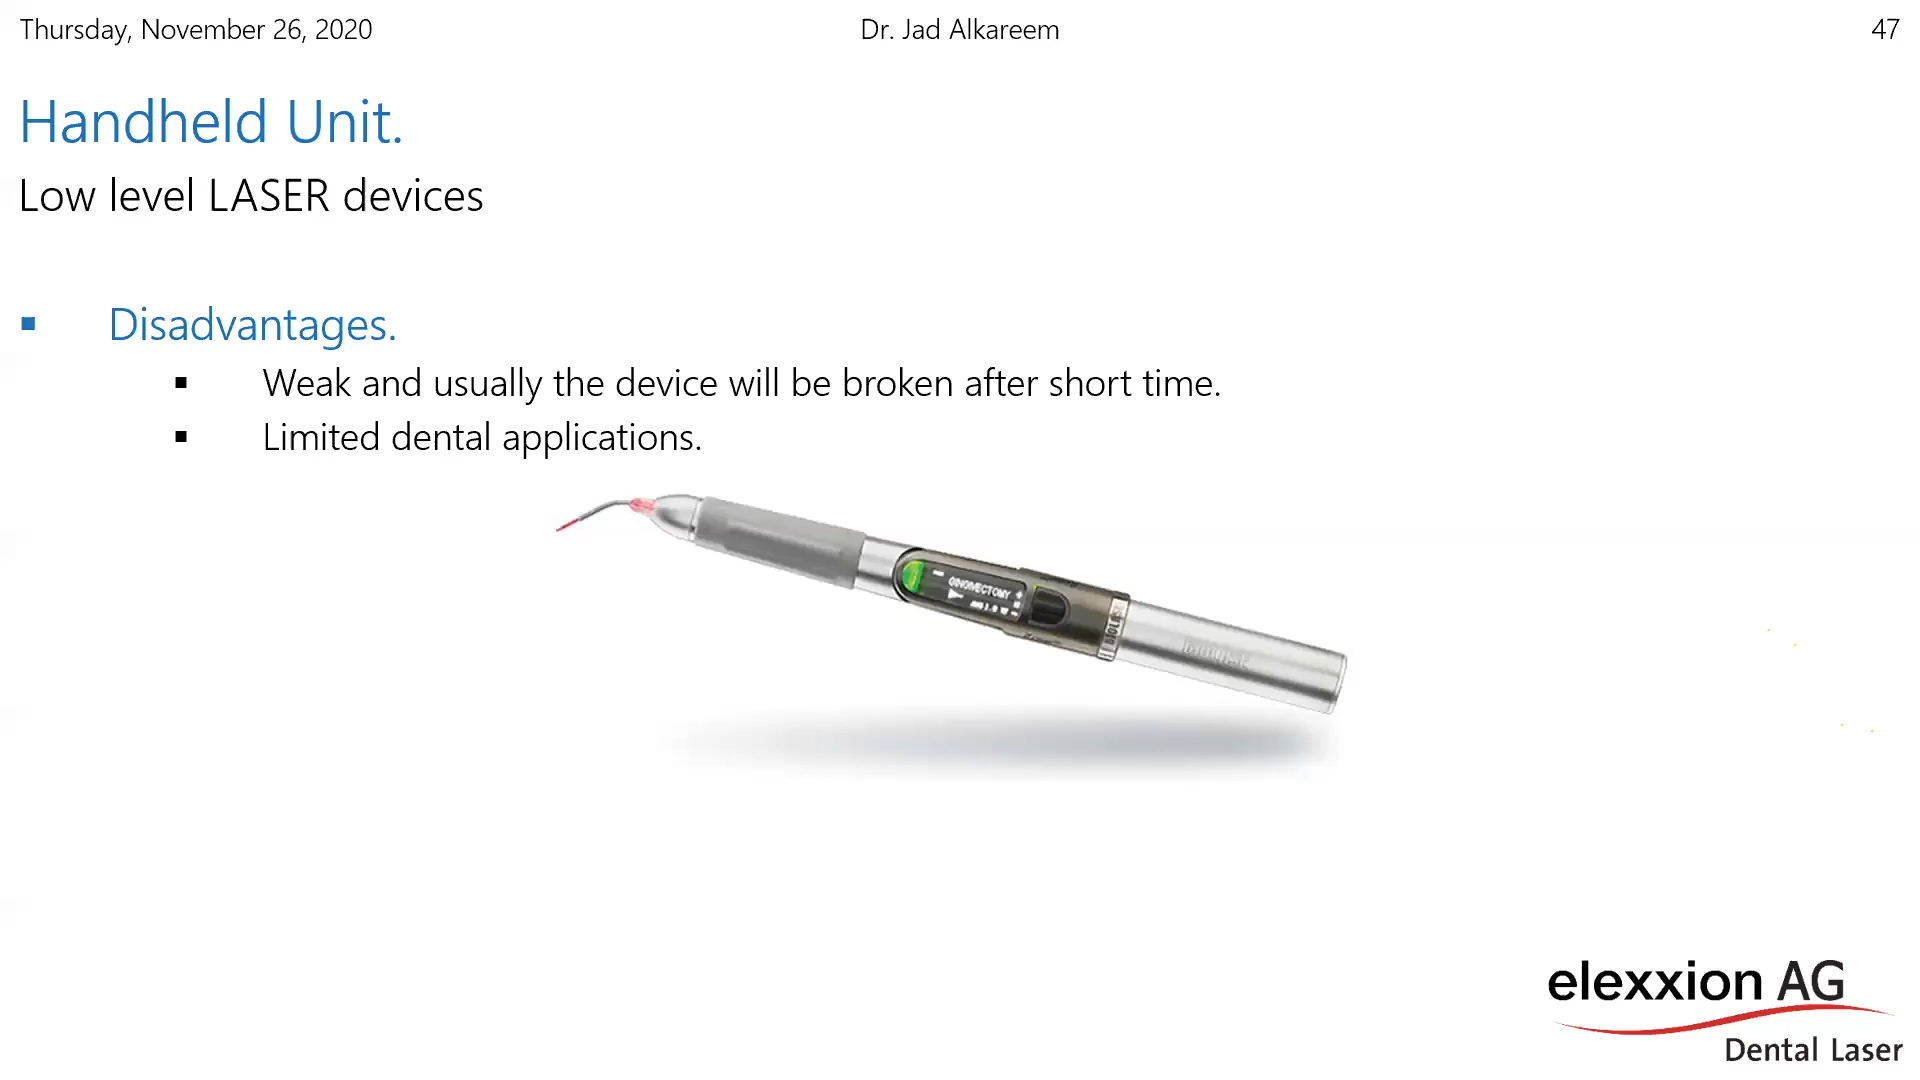 Thursday, November 26, 2020
Dr. Jad Alkareem
47
Handheld Unit.
Low level LASER devices
▪ Disadvantages.
▪ Weak and usually the device will be broken after short time.
▪ Limited dental applications.
GINGIVECTOMY
elexxion AG
Dental Laser